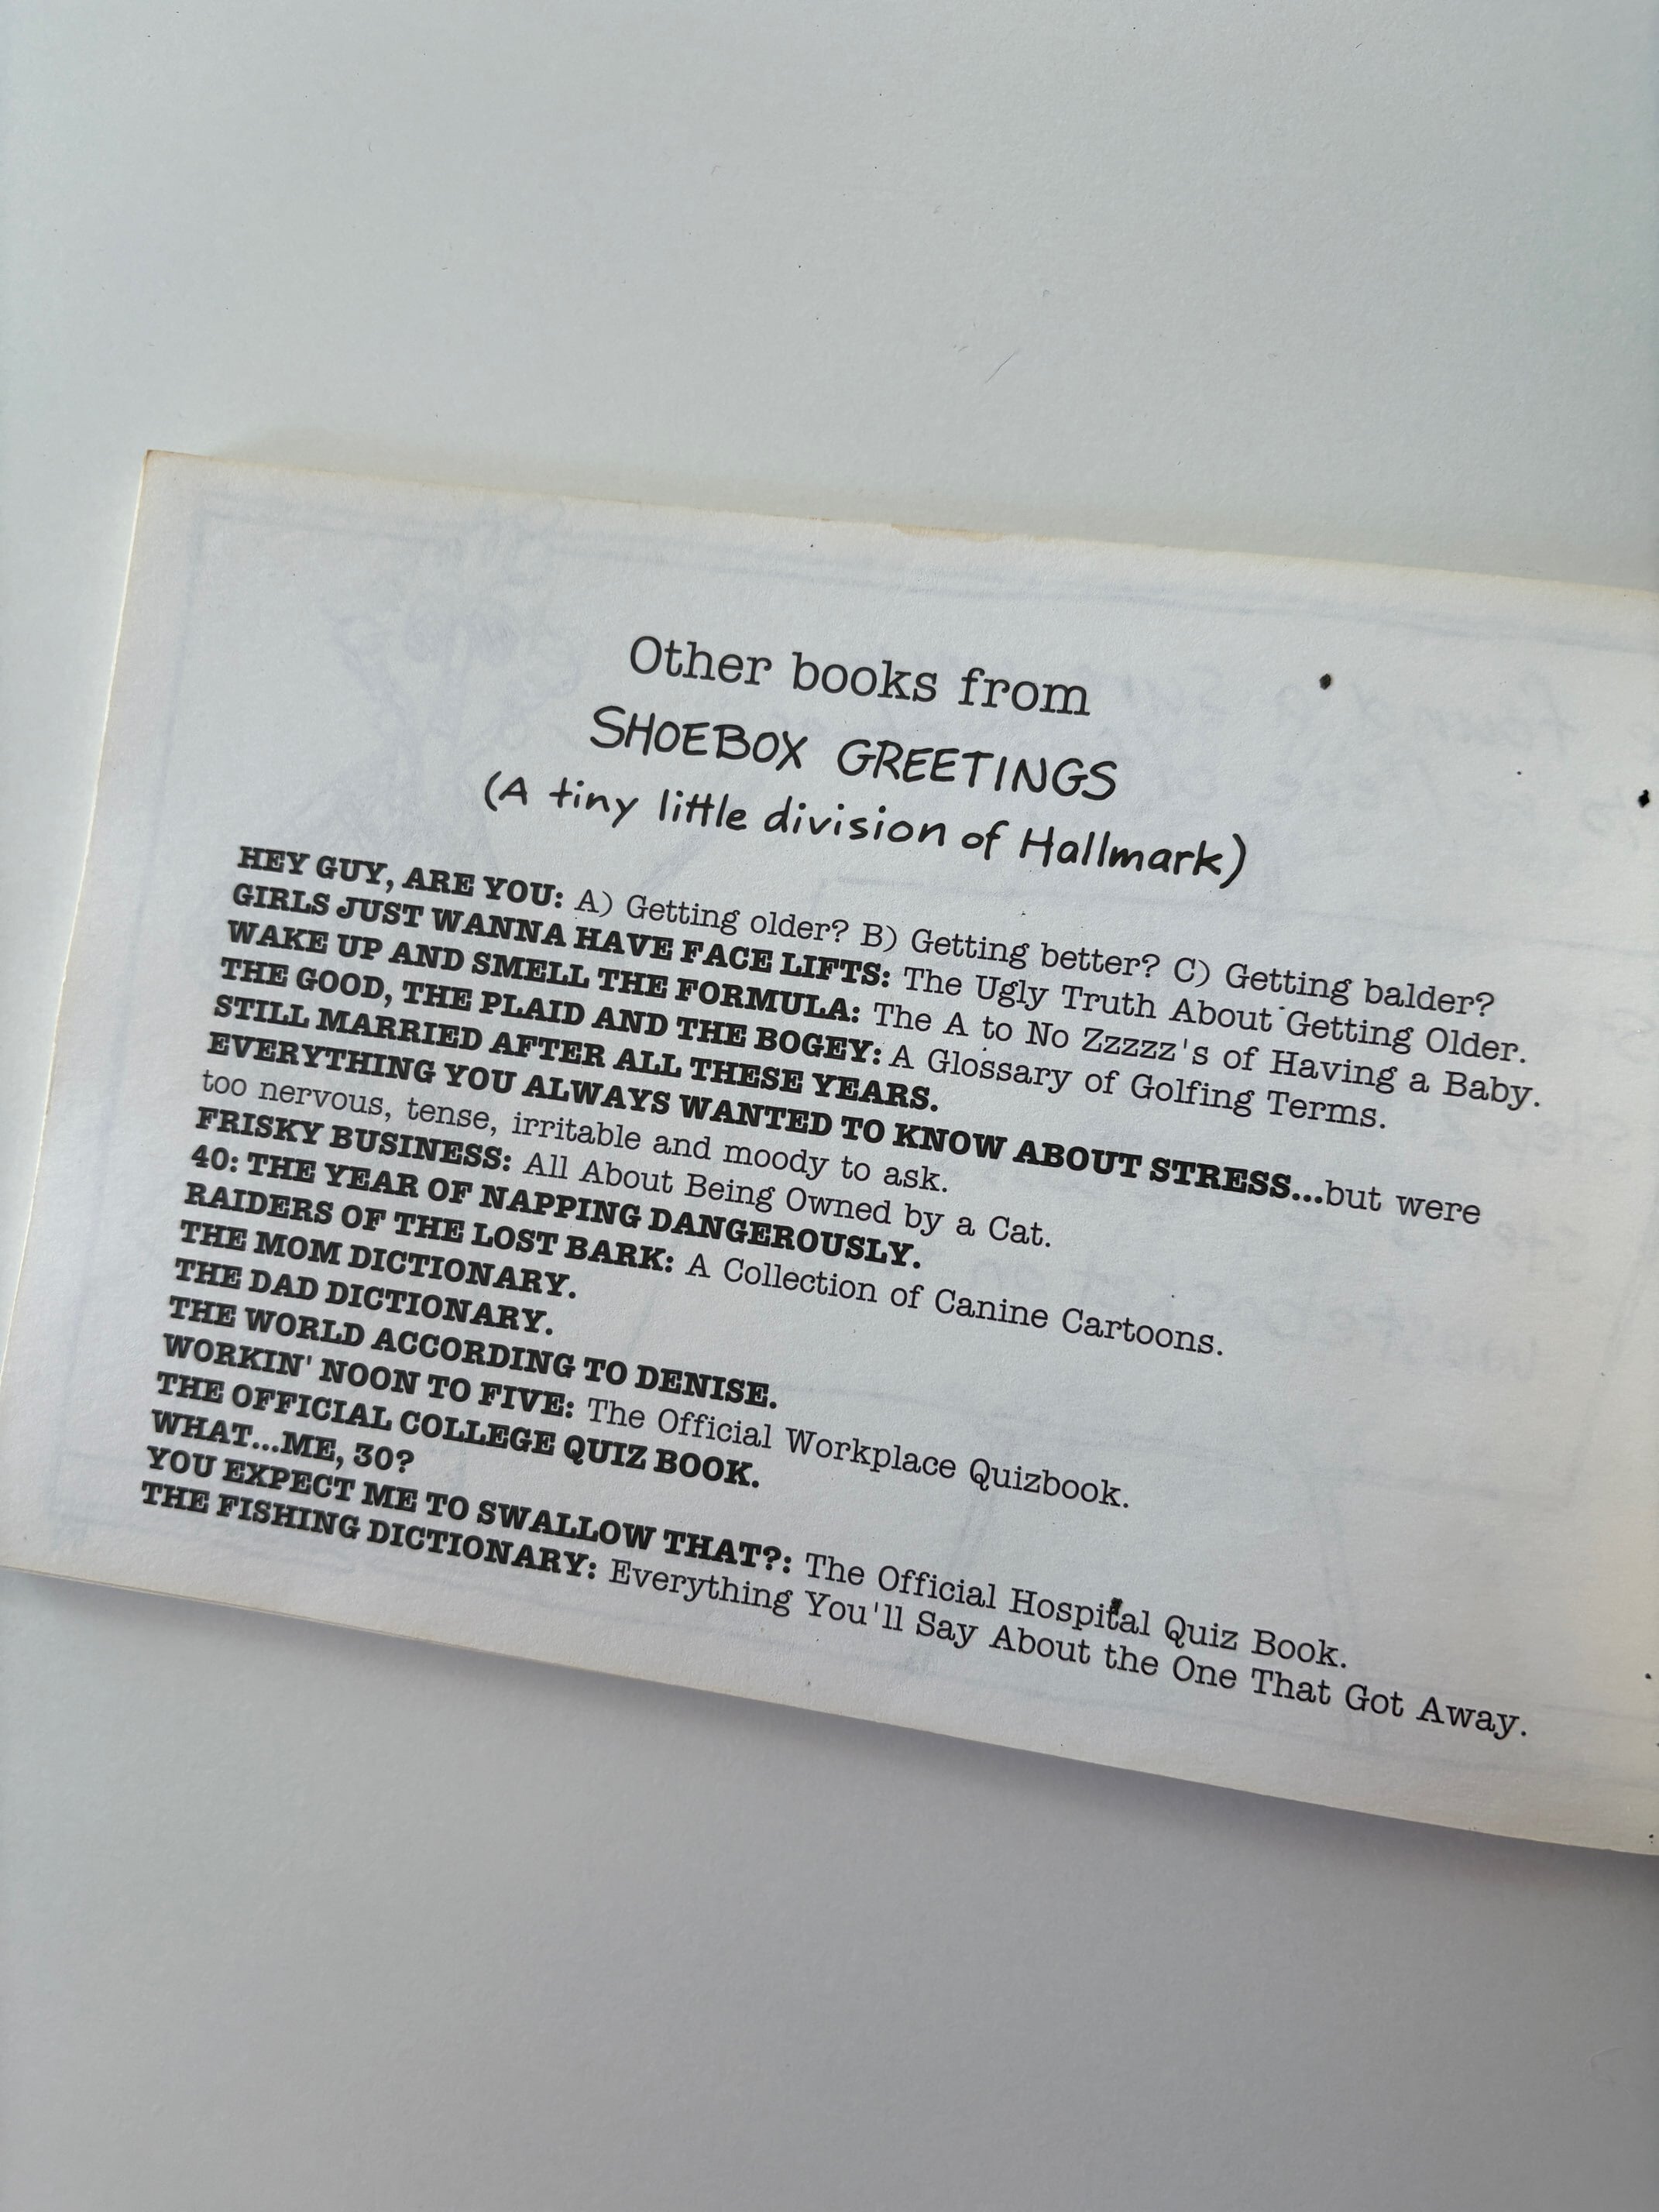 Other books from
SHOEBOX GREETINGS
(A tiny little division of Hallmark)
HEY GUY, ARE YOU: A) Getting older? B) Getting better? C) Getting balder?
GIRLS JUST WANNA HAVE FACE LIFTS: The Ugly Truth About Getting Older.
WAKE UP AND SMELL THE FORMULA: The A to No Zzzzz's of Having a Baby.
THE GOOD, THE PLAID AND THE BOGEY: A Glossary of Golfing Terms.
STILL MARRIED AFTER ALL THESE YEARS.
EVERYTHING YOU ALWAYS WANTED TO KNOW ABOUT STRESS...but were
too nervous, tense, irritable and moody to ask.
FRISKY BUSINESS: All About Being Owned by a Cat.
40: THE YEAR OF NAPPING DANGEROUSLY.
RAIDERS OF THE LOST BARK: A Collection of Canine Cartoons.
THE MOM DICTIONARY.
THE DAD DICTIONARY.
THE WORLD ACCORDING TO DENISE.
WORKIN' NOON TO FIVE: The Official Workplace Quizbook.
THE OFFICIAL COLLEGE QUIZ BOOK.
WHAT...ME, 30?
YOU EXPECT ME TO SWALLOW THAT?: The Official Hospital Quiz Book.
THE FISHING DICTIONARY: Everything You'll Say About the One That Got Away.